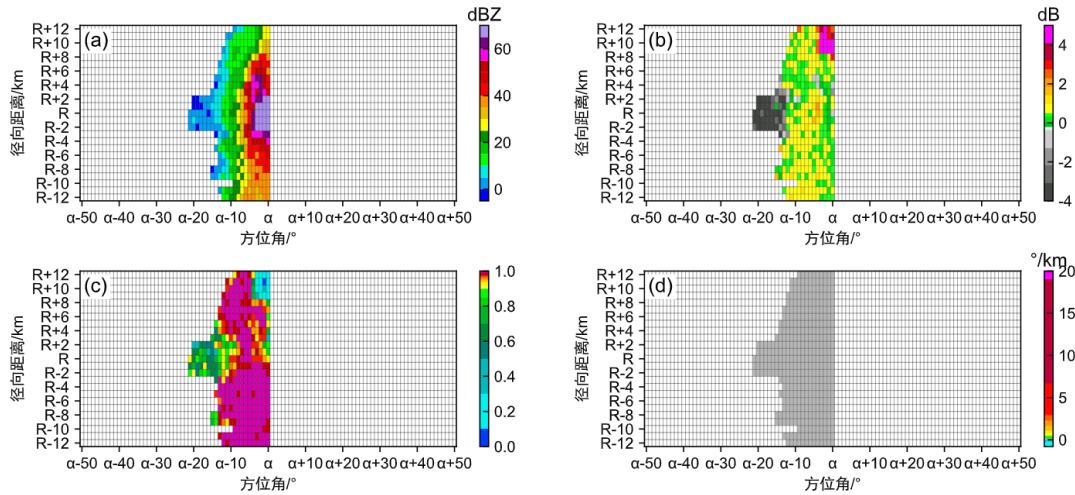 dBZ
(a)
R+12
R+10
R+8
R+6
R+4
R+2
R
R-2
R-4
R-6
R-8
R-10
R-12
径向距离/km
60
40
20
0
α-50 α-40 α-30 α-20 α-10 α α+10 α+20 α+30 α+40 α+50
方位角/°
dB
(b)
R+12
R+10
R+8
R+6
R+4
R+2
R
R-2
R-4
R-6
R-8
R-10
R-12
径向距离/km
4
2
0
-2
-4
α-50 α-40 α-30 α-20 α-10 α α+10 α+20 α+30 α+40 α+50
方位角/°
(c)
R+12
R+10
R+8
R+6
R+4
R+2
R
R-2
R-4
R-6
R-8
R-10
R-12
径向距离/km
1.0
0.8
0.6
0.4
0.2
0.0
α-50 α-40 α-30 α-20 α-10 α α+10 α+20 α+30 α+40 α+50
方位角/°
°/km
(d)
R+12
R+10
R+8
R+6
R+4
R+2
R
R-2
R-4
R-6
R-8
R-10
R-12
径向距离/km
20
15
10
5
0
α-50 α-40 α-30 α-20 α-10 α α+10 α+20 α+30 α+40 α+50
方位角/°